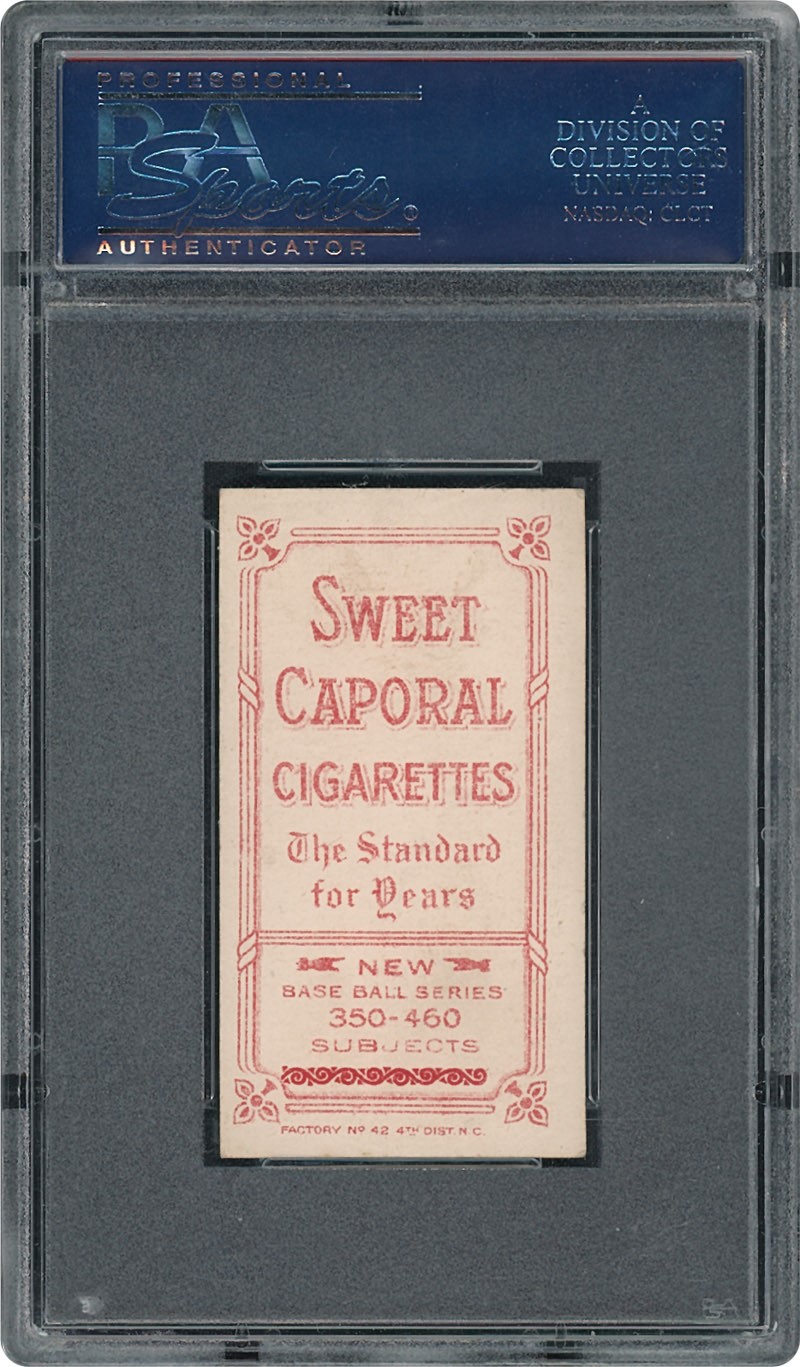 PROFESSIONAL
PSA
Sports®
AUTHENTICATOR
A
DIVISION OF
COLLECTORS
UNIVERSE
NASDAQ: CLCT
SWEET
CAPORAL
CIGARETTES
The Standard
for Years
NEW
BASE BALL SERIES
350-460
SUBJECTS
FACTORY Nº 42 4TH DIST. N.C.
PSA